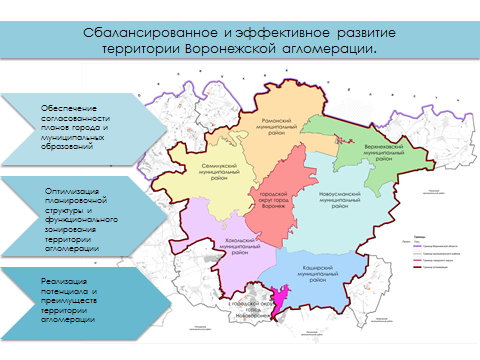 Сбалансированное и эффективное развитие
территории Воронежской агломерации.
Обеспечение
согласованности
планов города и
муниципальных
образований
Оптимизация
планировочной
структуры и
функционального
зонирования
территории
агломерации
Реализация
потенциала и
преимуществ
территории
агломерации
Рамонский
муниципальный
район
Верхнехавский
муниципальный
район
Семилукский
муниципальный
район
городской
округ город
Воронеж
Новоусманский
муниципальный
район
Хохольский
муниципальный
район
Каширский
муниципальный
район
городской округ
город
Нововоронеж